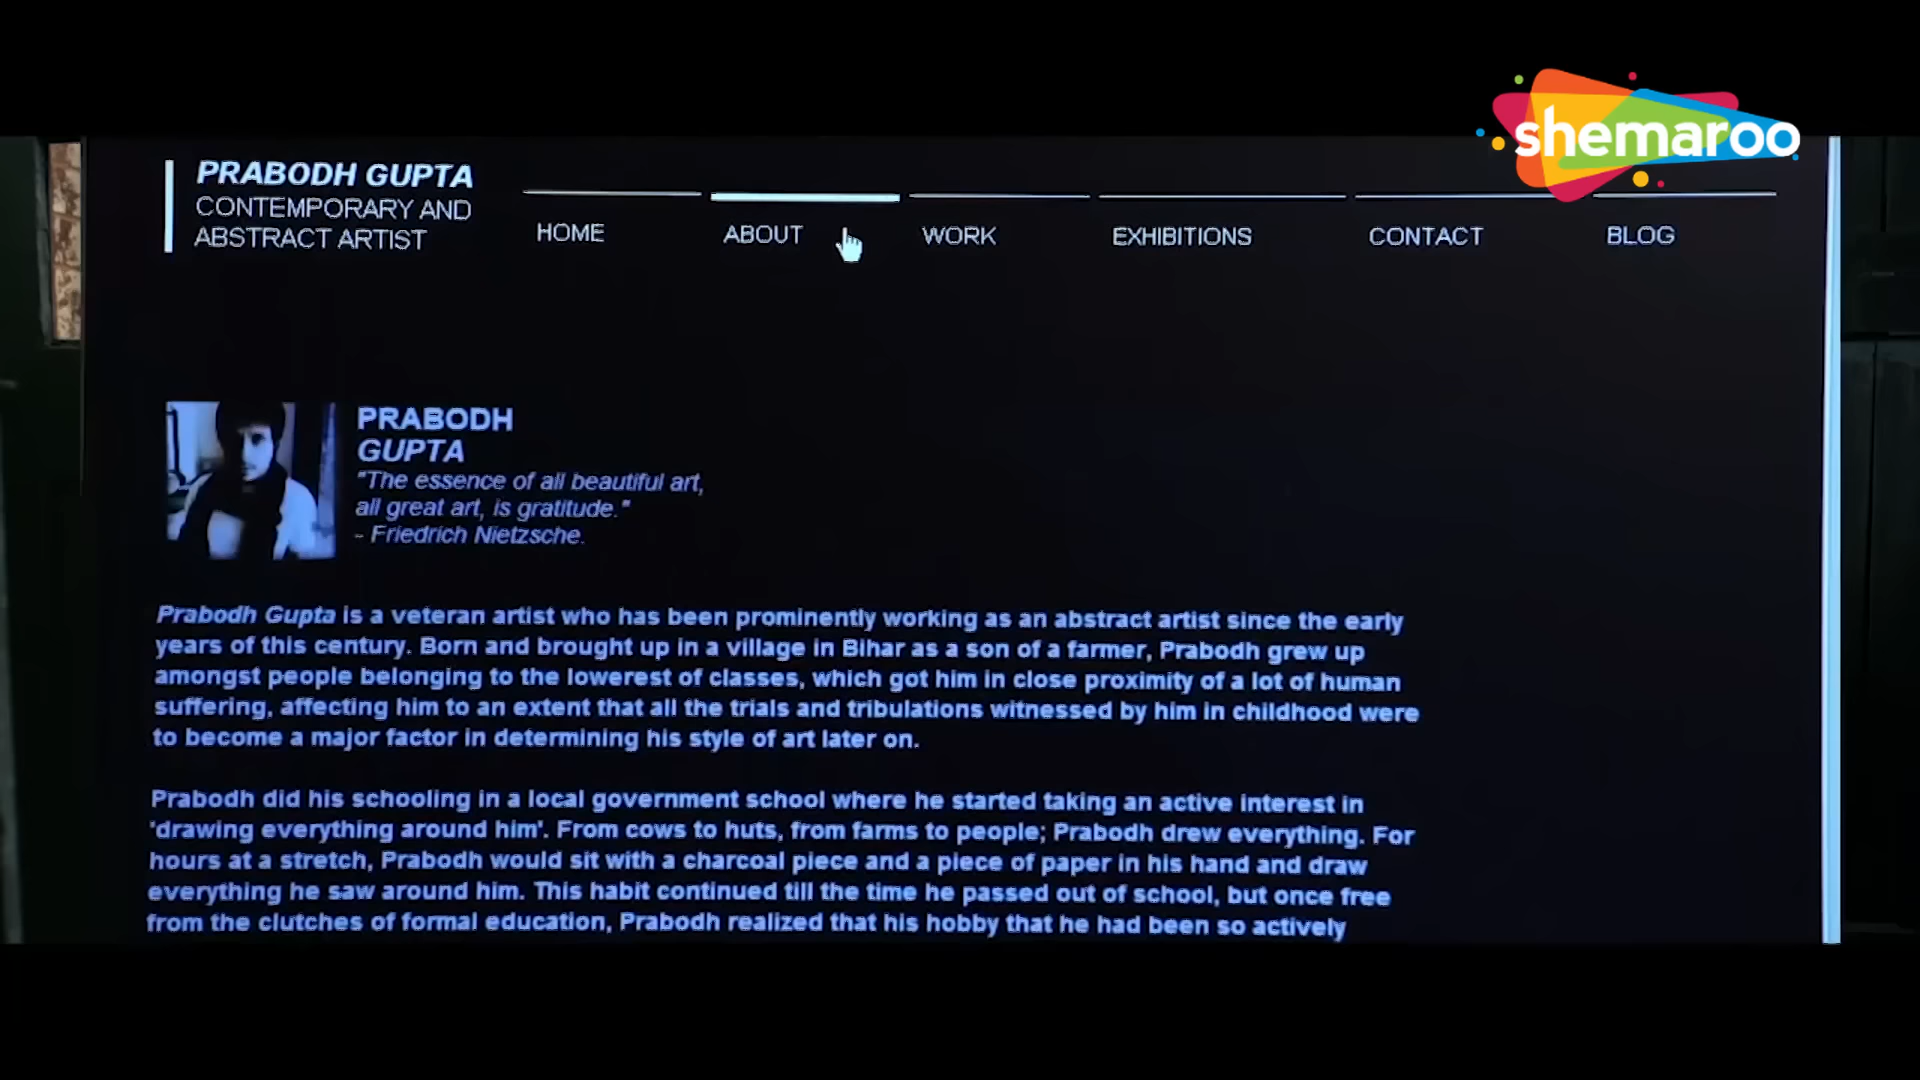 shemaroo
PRABODH GUPTA
CONTEMPORARY AND
ABSTRACT ARTIST
HOME
ABOUT
WORK
EXHIBITIONS
CONTACT
BLOG
PRABODH
GUPTA
"The essence of all beautiful art,
all great art, is gratitude."
- Friedrich Nietzsche.
Prabodh Gupta is a veteran artist who has been prominently working as an abstract artist since the early
years of this century. Born and brought up in a village in Bihar as a son of a farmer, Prabodh grew up
amongst people belonging to the lowerest of classes, which got him in close proximity of a lot of human
suffering, affecting him to an extent that all the trials and tribulations witnessed by him in childhood were
to become a major factor in determining his style of art later on.
Prabodh did his schooling in a local government school where he started taking an active interest in
'drawing everything around him'. From cows to huts, from farms to people; Prabodh drew everything. For
hours at a stretch, Prabodh would sit with a charcoal piece and a piece of paper in his hand and draw
everything he saw around him. This habit continued till the time he passed out of school, but once free
from the clutches of formal education, Prabodh realized that his hobby that he had been so actively